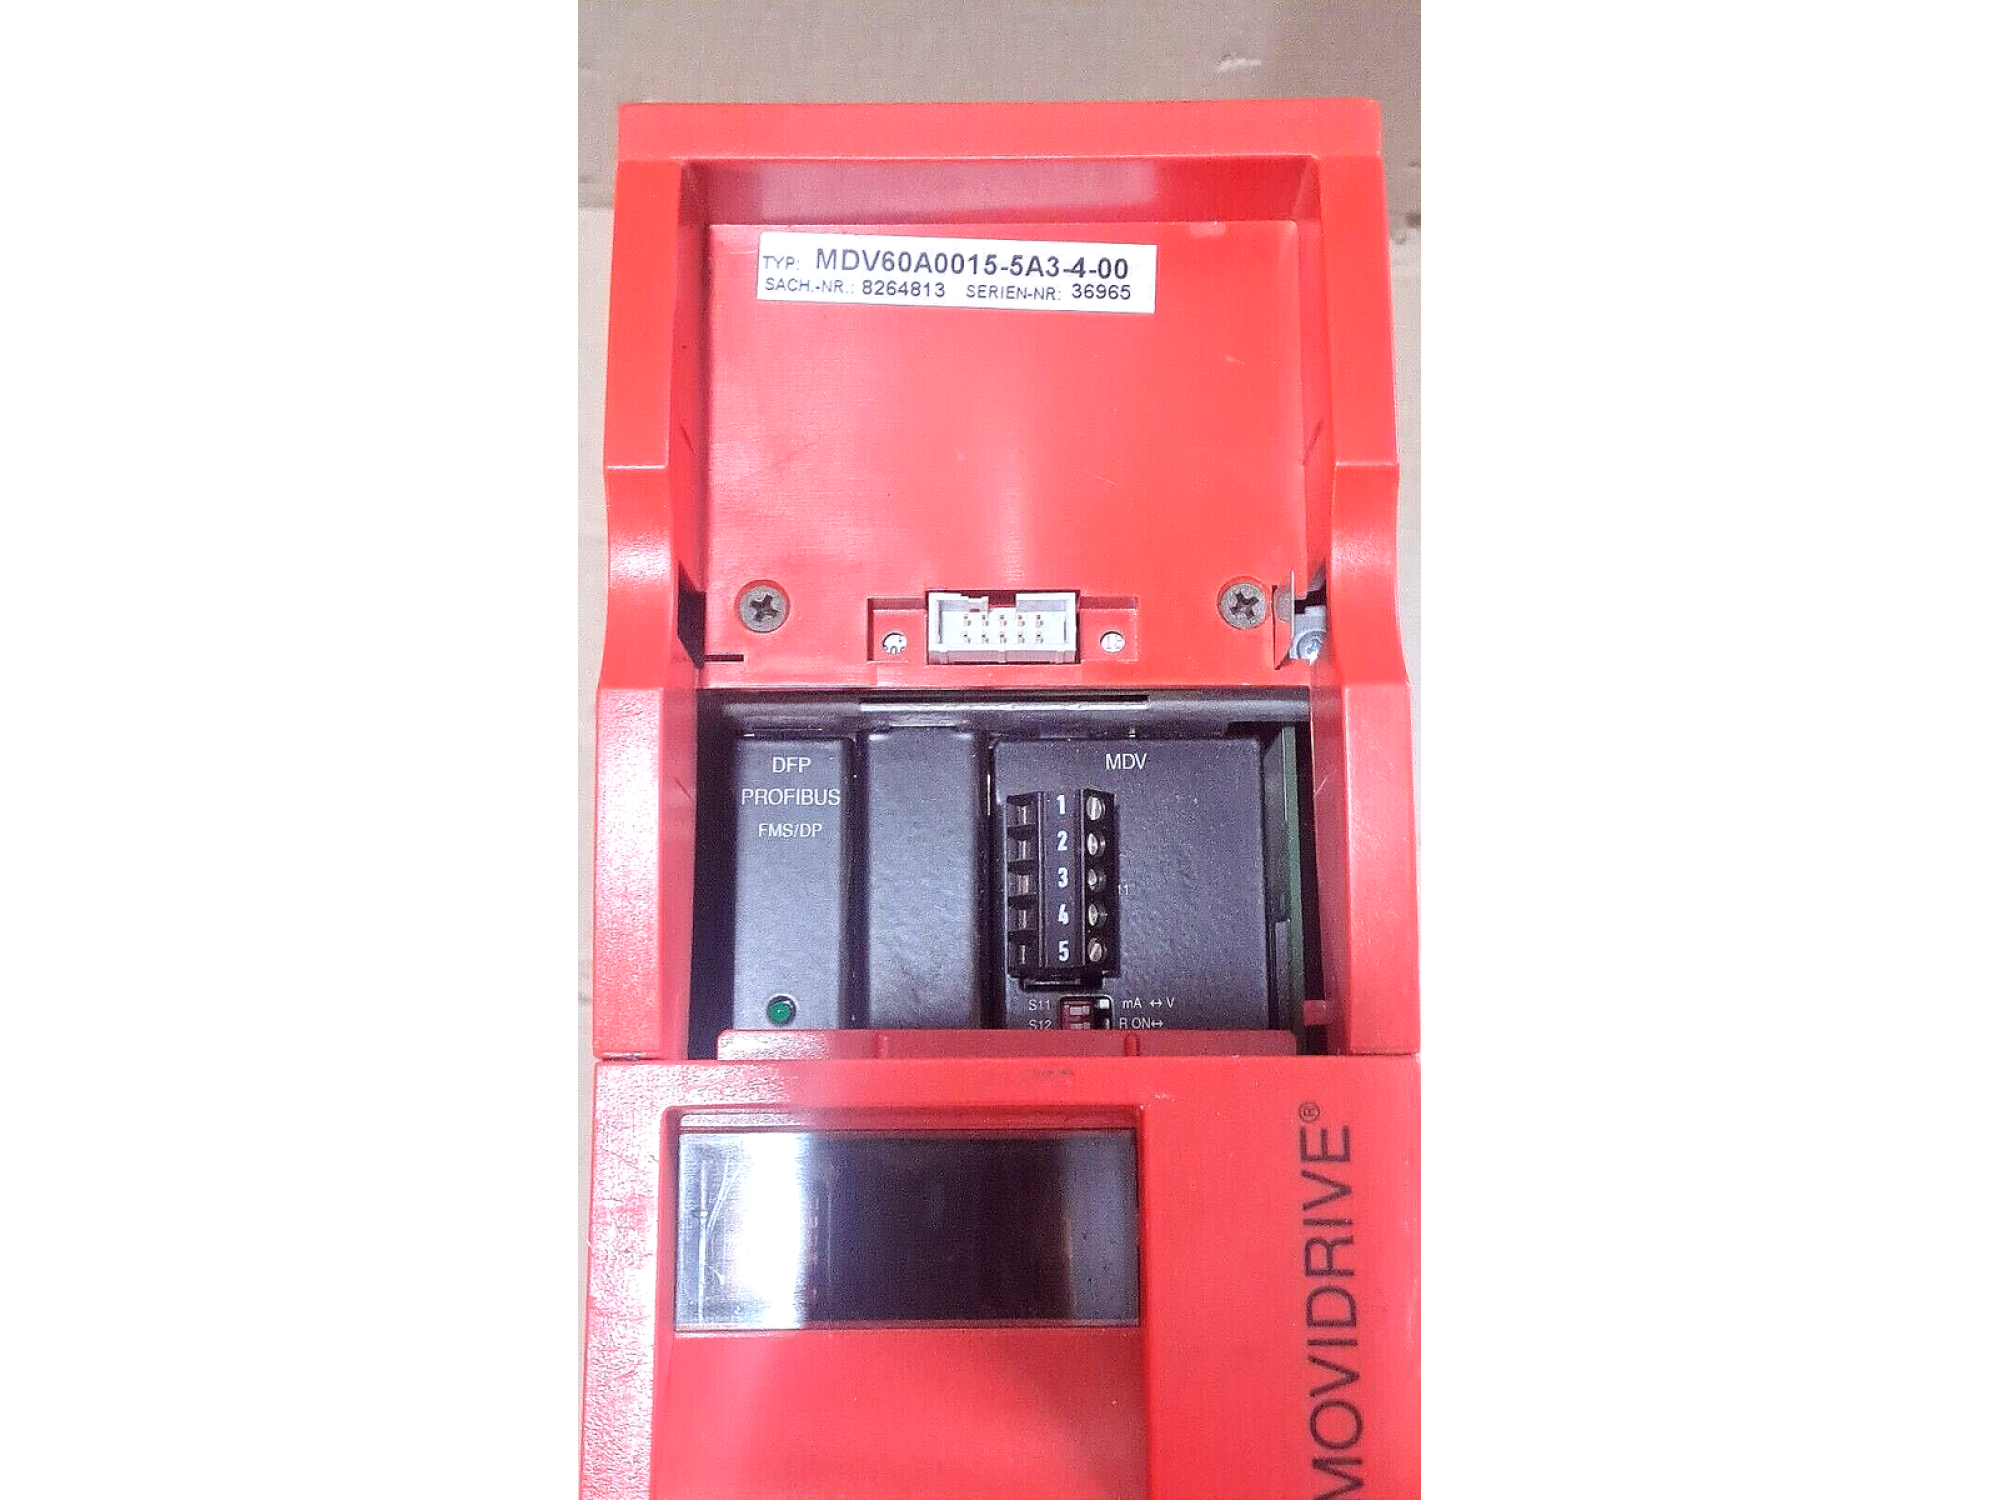 TYP: MDV60A0015-5A3-4-00
SACH.-NR.: 8264813 SERIEN-NR: 36965
DFP
PROFIBUS
FMS/DP
MDV
1
2
3
4
5
S11 mA ↔ V
S12 R ON↔
MOVIDRIVE®